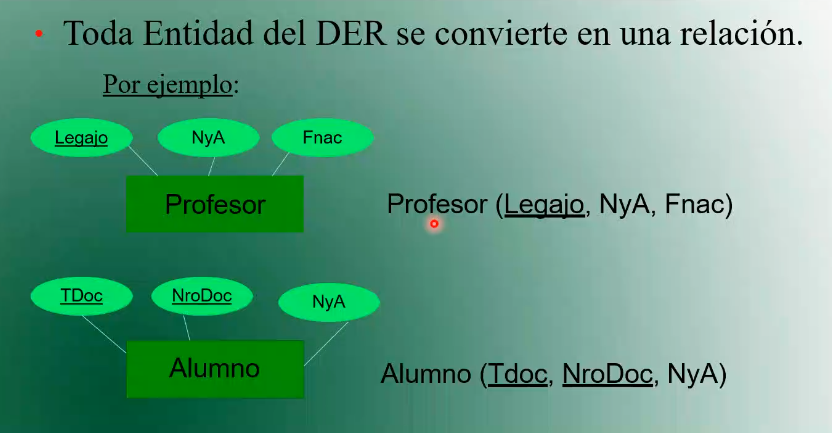 • Toda Entidad del DER se convierte en una relación.
Por ejemplo:
Legajo NyA Fnac
Profesor
Profesor (Legajo, NyA, Fnac)
TDoc NroDoc NyA
Alumno
Alumno (Tdoc, NroDoc, NyA)